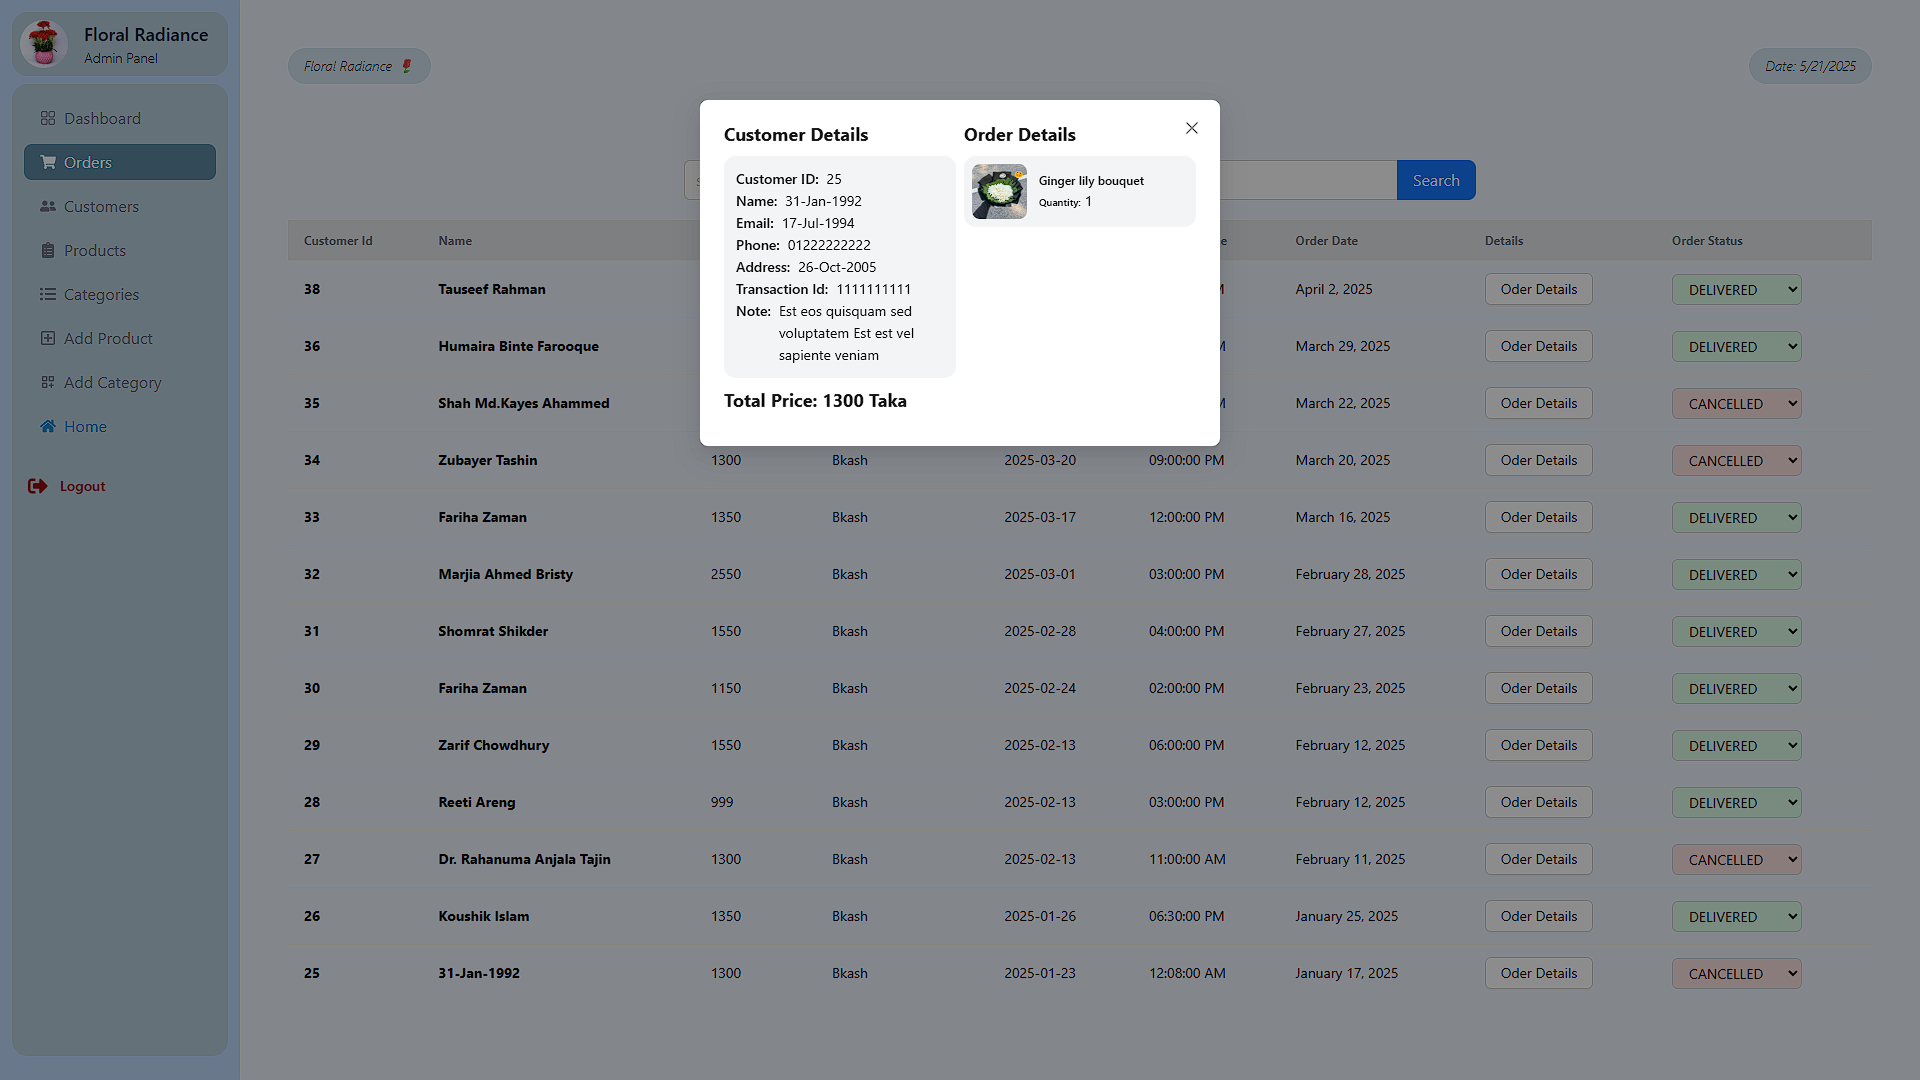 Floral Radiance
Admin Panel
Dashboard
Orders
Customers
Products
Categories
Add Product
Add Category
Home
Logout
Floral Radiance
Date: 5/21/2025
Search
Customer Details
Customer ID: 25
Name: 31-Jan-1992
Email: 17-Jul-1994
Phone: 01222222222
Address: 26-Oct-2005
Transaction Id: 1111111111
Note: Est eos quisquam sed
voluptatem Est est vel
sapiente veniam
Total Price: 1300 Taka
Order Details
Ginger lily bouquet
Quantity: 1
Customer Id Name Order Date Details Order Status
38 Tauseef Rahman April 2, 2025 Oder Details DELIVERED
36 Humaira Binte Farooque March 29, 2025 Oder Details DELIVERED
35 Shah Md.Kayes Ahammed March 22, 2025 Oder Details CANCELLED
34 Zubayer Tashin 1300 Bkash 2025-03-20 09:00:00 PM March 20, 2025 Oder Details CANCELLED
33 Fariha Zaman 1350 Bkash 2025-03-17 12:00:00 PM March 16, 2025 Oder Details DELIVERED
32 Marjia Ahmed Bristy 2550 Bkash 2025-03-01 03:00:00 PM February 28, 2025 Oder Details DELIVERED
31 Shomrat Shikder 1550 Bkash 2025-02-28 04:00:00 PM February 27, 2025 Oder Details DELIVERED
30 Fariha Zaman 1150 Bkash 2025-02-24 02:00:00 PM February 23, 2025 Oder Details DELIVERED
29 Zarif Chowdhury 1550 Bkash 2025-02-13 06:00:00 PM February 12, 2025 Oder Details DELIVERED
28 Reeti Areng 999 Bkash 2025-02-13 03:00:00 PM February 12, 2025 Oder Details DELIVERED
27 Dr. Rahanuma Anjala Tajin 1300 Bkash 2025-02-13 11:00:00 AM February 11, 2025 Oder Details CANCELLED
26 Koushik Islam 1350 Bkash 2025-01-26 06:30:00 PM January 25, 2025 Oder Details DELIVERED
25 31-Jan-1992 1300 Bkash 2025-01-23 12:08:00 AM January 17, 2025 Oder Details CANCELLED